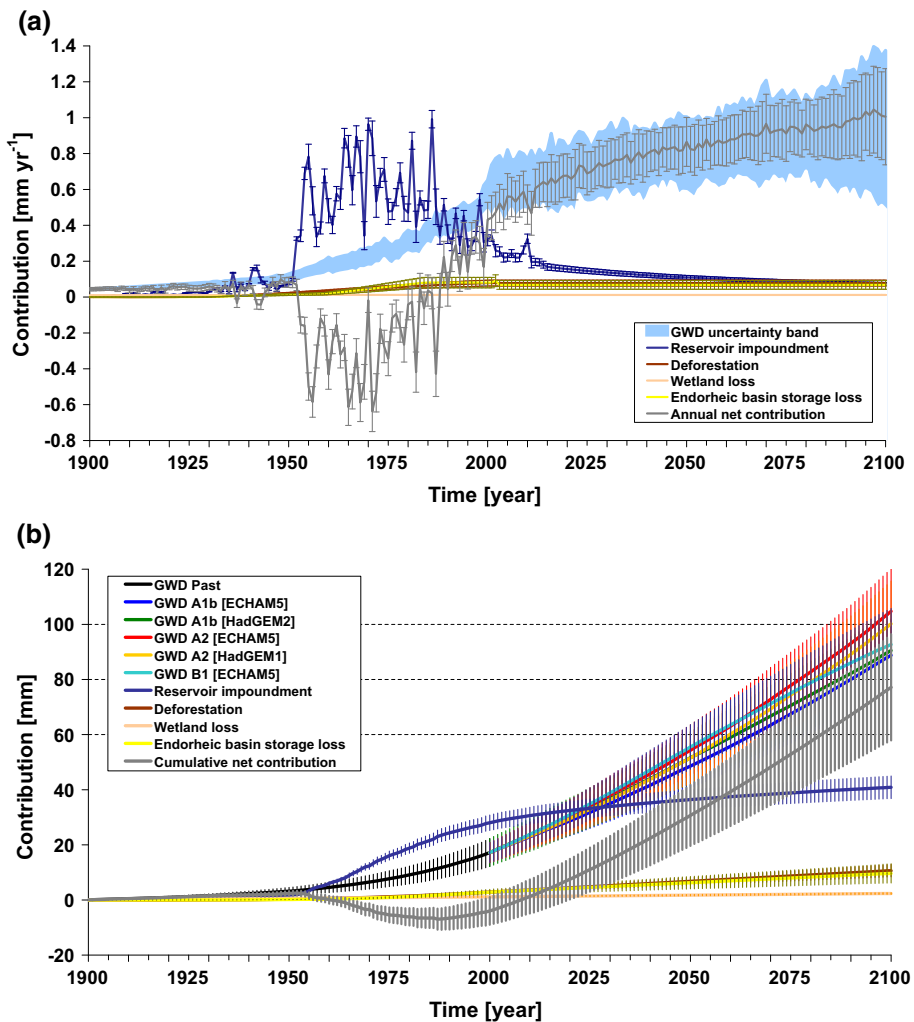 (a)
Contribution [mm yr-1]
1.4
1.2
1
0.8
0.6
0.4
0.2
0
-0.2
-0.4
-0.6
-0.8
GWD uncertainty band
Reservoir impoundment
Deforestation
Wetland loss
Endorheic basin storage loss
Annual net contribution
1900 1925 1950 1975 2000 2025 2050 2075 2100
Time [year]
(b)
Contribution [mm]
120
100
80
60
40
20
0
-20
GWD Past
GWD A1b [ECHAM5]
GWD A1b [HadGEM2]
GWD A2 [ECHAM5]
GWD A2 [HadGEM1]
GWD B1 [ECHAM5]
Reservoir impoundment
Deforestation
Wetland loss
Endorheic basin storage loss
Cumulative net contribution
1900 1925 1950 1975 2000 2025 2050 2075 2100
Time [year]